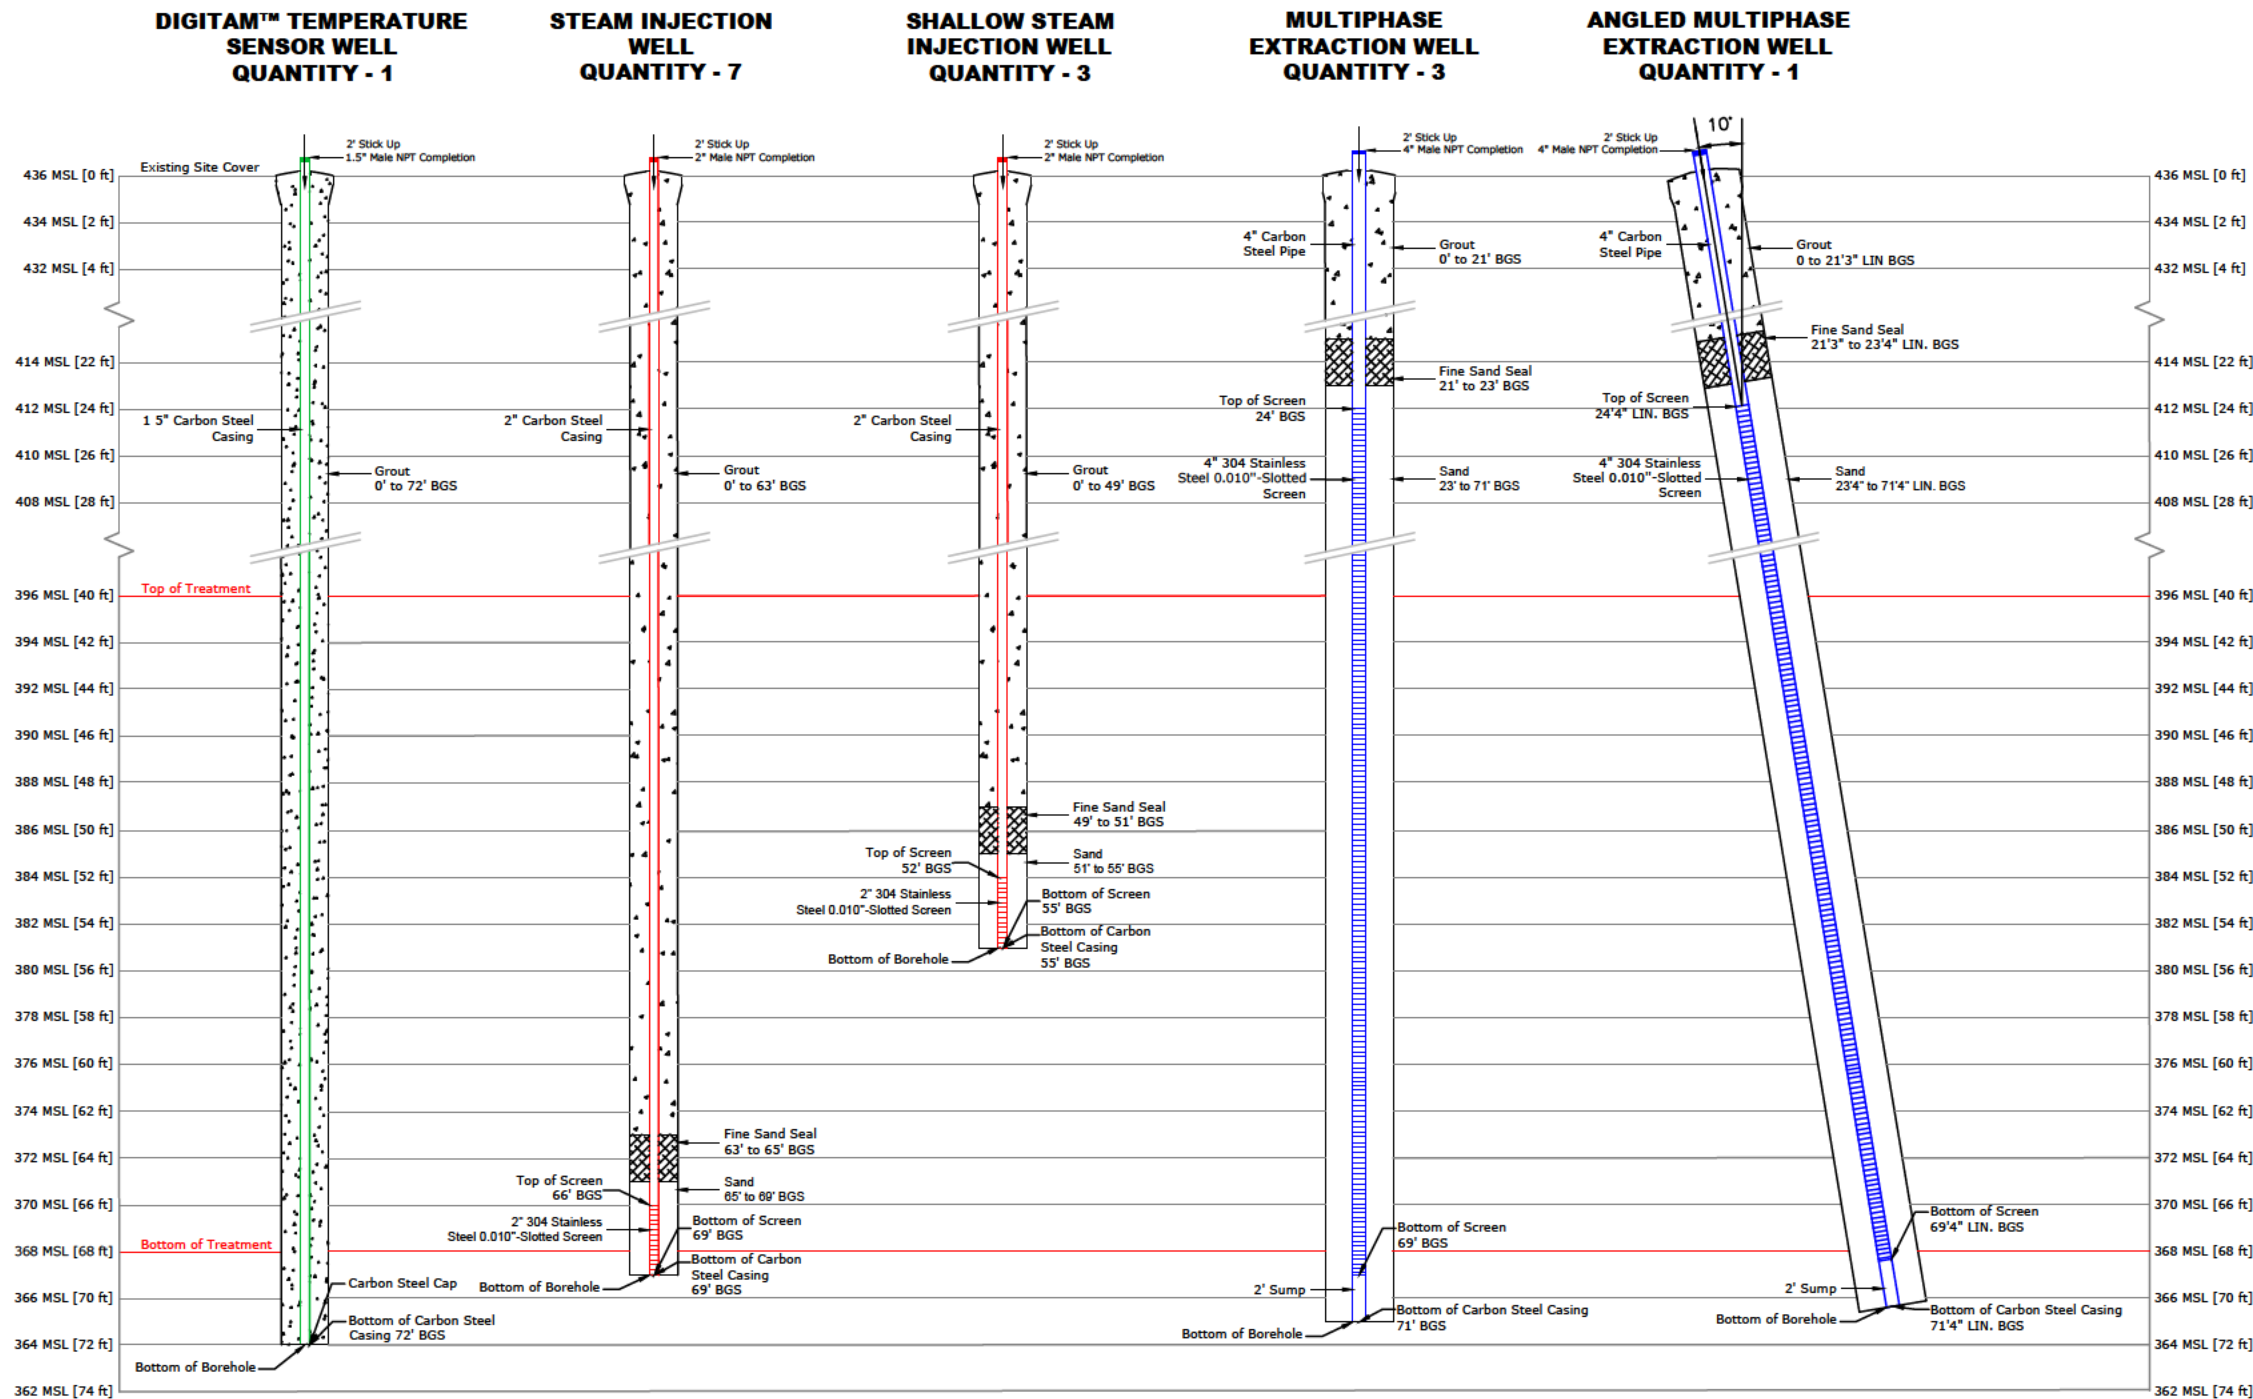 DIGITAM™ TEMPERATURE
SENSOR WELL
QUANTITY - 1
STEAM INJECTION
WELL
QUANTITY - 7
SHALLOW STEAM
INJECTION WELL
QUANTITY - 3
MULTIPHASE
EXTRACTION WELL
QUANTITY - 3
ANGLED MULTIPHASE
EXTRACTION WELL
QUANTITY - 1
436 MSL [0 ft]
434 MSL [2 ft]
432 MSL [4 ft]
414 MSL [22 ft]
412 MSL [24 ft]
410 MSL [26 ft]
408 MSL [28 ft]
396 MSL [40 ft]
394 MSL [42 ft]
392 MSL [44 ft]
390 MSL [46 ft]
388 MSL [48 ft]
386 MSL [50 ft]
384 MSL [52 ft]
382 MSL [54 ft]
380 MSL [56 ft]
378 MSL [58 ft]
376 MSL [60 ft]
374 MSL [62 ft]
372 MSL [64 ft]
370 MSL [66 ft]
368 MSL [68 ft]
366 MSL [70 ft]
364 MSL [72 ft]
362 MSL [74 ft]
Existing Site Cover
Top of Treatment
Bottom of Treatment
2' Stick Up
1.5" Male NPT Completion
1 5" Carbon Steel
Casing
Grout
0' to 72' BGS
Carbon Steel Cap
Bottom of Carbon Steel
Casing 72' BGS
Bottom of Borehole
2' Stick Up
2" Male NPT Completion
2" Carbon Steel
Casing
Grout
0' to 63' BGS
Fine Sand Seal
63' to 65' BGS
Top of Screen
66' BGS
Sand
65' to 69' BGS
2" 304 Stainless
Steel 0.010"-Slotted Screen
Bottom of Screen
69' BGS
Bottom of Carbon
Steel Casing
69' BGS
Bottom of Borehole
2' Stick Up
2" Male NPT Completion
2" Carbon Steel
Casing
Grout
0' to 49' BGS
Fine Sand Seal
49' to 51' BGS
Top of Screen
52' BGS
Sand
51' to 55' BGS
2" 304 Stainless
Steel 0.010"-Slotted Screen
Bottom of Screen
55' BGS
Bottom of Carbon
Steel Casing
55' BGS
Bottom of Borehole
2' Stick Up
4" Male NPT Completion
4" Carbon
Steel Pipe
Grout
0' to 21' BGS
Fine Sand Seal
21' to 23' BGS
Top of Screen
24' BGS
4" 304 Stainless
Steel 0.010"-Slotted
Screen
Sand
23' to 71' BGS
Bottom of Screen
69' BGS
2' Sump
Bottom of Carbon Steel Casing
71' BGS
Bottom of Borehole
10°
2' Stick Up
4" Male NPT Completion
4" Carbon
Steel Pipe
Grout
0 to 21'3" LIN BGS
Fine Sand Seal
21'3" to 23'4" LIN. BGS
Top of Screen
24'4" LIN. BGS
4" 304 Stainless
Steel 0.010"-Slotted
Screen
Sand
23'4" to 71'4" LIN. BGS
Bottom of Screen
69'4" LIN. BGS
2' Sump
Bottom of Borehole
Bottom of Carbon Steel Casing
71'4" LIN. BGS
436 MSL [0 ft]
434 MSL [2 ft]
432 MSL [4 ft]
414 MSL [22 ft]
412 MSL [24 ft]
410 MSL [26 ft]
408 MSL [28 ft]
396 MSL [40 ft]
394 MSL [42 ft]
392 MSL [44 ft]
390 MSL [46 ft]
388 MSL [48 ft]
386 MSL [50 ft]
384 MSL [52 ft]
382 MSL [54 ft]
380 MSL [56 ft]
378 MSL [58 ft]
376 MSL [60 ft]
374 MSL [62 ft]
372 MSL [64 ft]
370 MSL [66 ft]
368 MSL [68 ft]
366 MSL [70 ft]
364 MSL [72 ft]
362 MSL [74 ft]